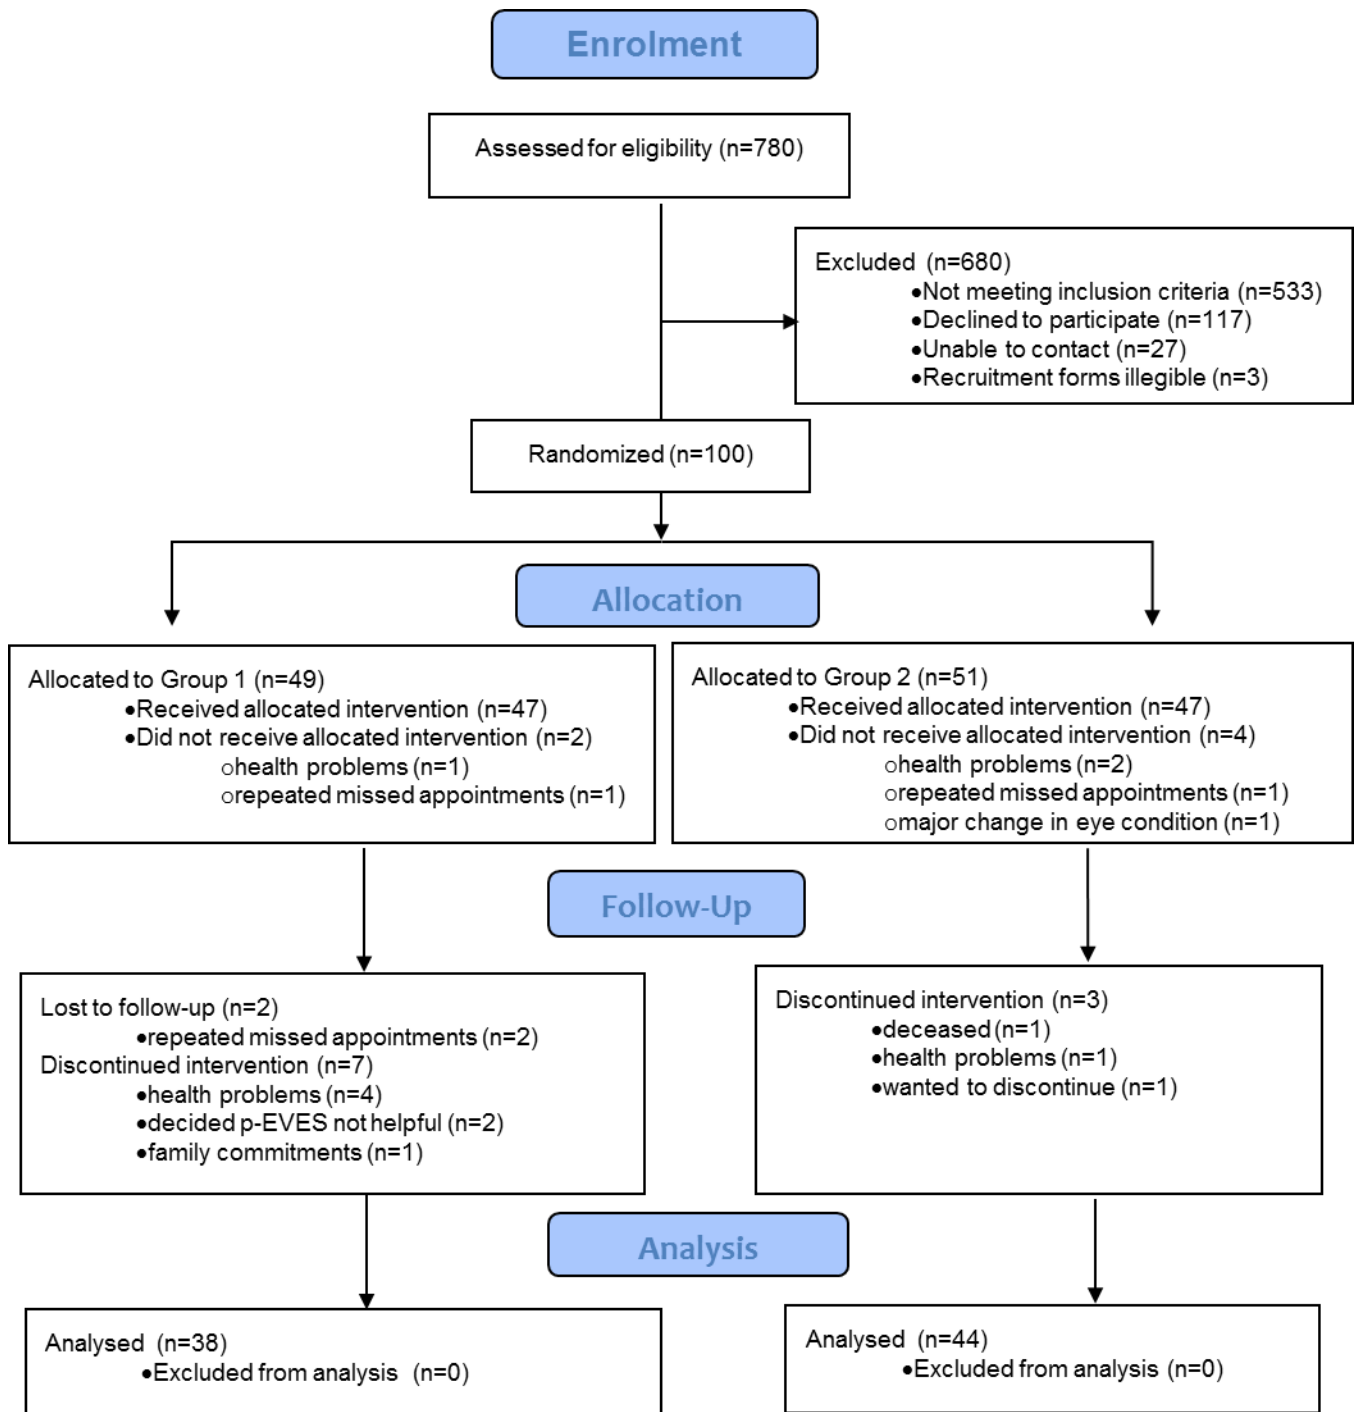 Enrolment
Assessed for eligibility (n=780)
Excluded (n=680)
•Not meeting inclusion criteria (n=533)
•Declined to participate (n=117)
•Unable to contact (n=27)
•Recruitment forms illegible (n=3)
Randomized (n=100)
Allocation
Allocated to Group 1 (n=49)
•Received allocated intervention (n=47)
•Did not receive allocated intervention (n=2)
○health problems (n=1)
○repeated missed appointments (n=1)
Allocated to Group 2 (n=51)
•Received allocated intervention (n=47)
•Did not receive allocated intervention (n=4)
○health problems (n=2)
○repeated missed appointments (n=1)
○major change in eye condition (n=1)
Follow-Up
Lost to follow-up (n=2)
•repeated missed appointments (n=2)
Discontinued intervention (n=7)
•health problems (n=4)
•decided p-EVES not helpful (n=2)
•family commitments (n=1)
Discontinued intervention (n=3)
•deceased (n=1)
•health problems (n=1)
•wanted to discontinue (n=1)
Analysis
Analysed (n=38)
•Excluded from analysis (n=0)
Analysed (n=44)
•Excluded from analysis (n=0)